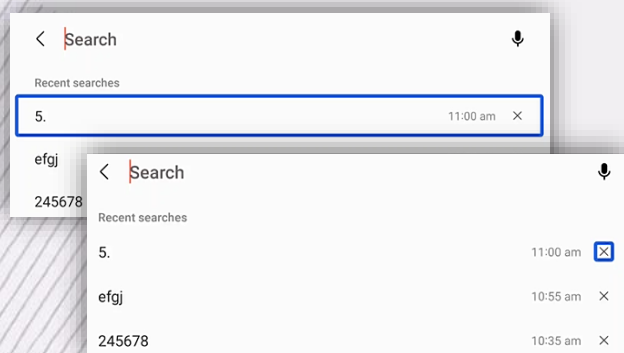 Search
Recent searches
5. 11:00 am
efgj
245678
Search
Recent searches
5. 11:00 am
efgj 10:55 am
245678 10:35 am